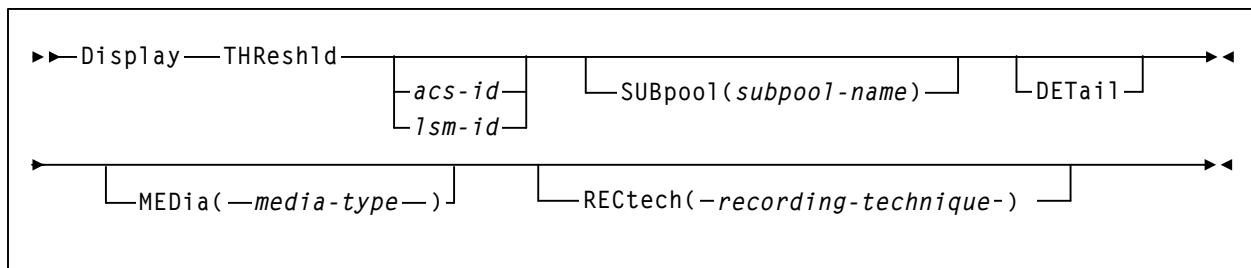 Display THReshld acs-id SUBpool(subpool-name) DETail
lsm-id
MEDia( media-type ) RECtech( recording-technique )